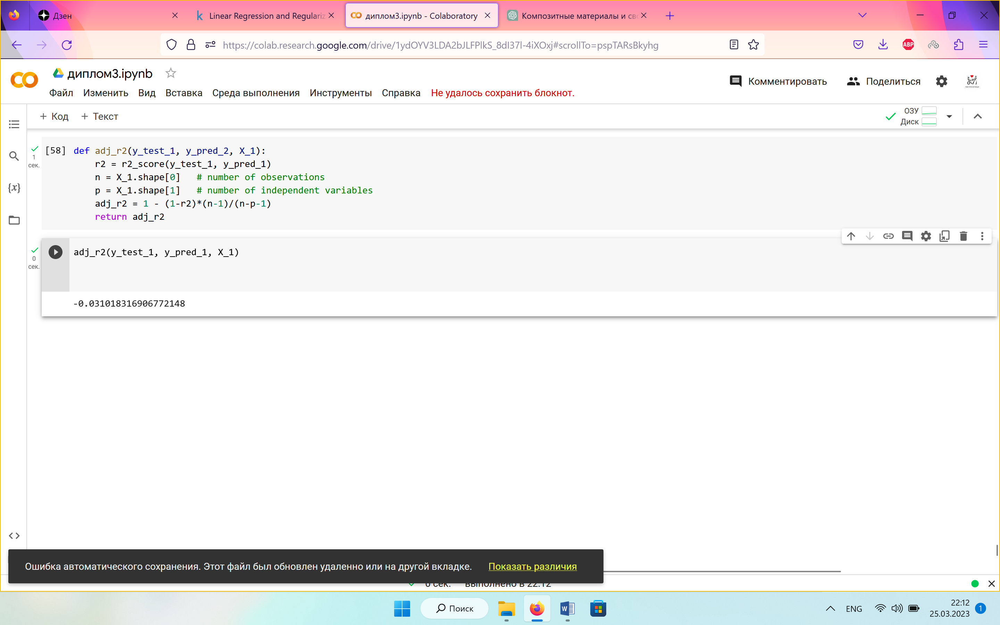 Дзен
Linear Regression and Regulariz
диплом3.ipynb - Colaboratory
Композитные материалы и св
https://colab.research.google.com/drive/1ydOYV3LDA2bJLFPlkS_8dI37l-4iXOxj#scrollTo=pspTARsBkyhg
ABP
диплом3.ipynb
Комментировать
Поделиться
Файл Изменить Вид Вставка Среда выполнения Инструменты Справка Не удалось сохранить блокнот.
+ Код + Текст
ОЗУ
Диск
1
сек.
[58] def adj_r2(y_test_1, y_pred_2, X_1):
r2 = r2_score(y_test_1, y_pred_1)
n = X_1.shape[0] # number of observations
p = X_1.shape[1] # number of independent variables
adj_r2 = 1 - (1-r2)*(n-1)/(n-p-1)
return adj_r2
0
сек.
adj_r2(y_test_1, y_pred_1, X_1)
-0.031018316906772148
{x}
Ошибка автоматического сохранения. Этот файл был обновлен удаленно или на другой вкладке. Показать различия
0 сек. выполнено в 22:12
Поиск
W
ENG
22:12
25.03.2023
1